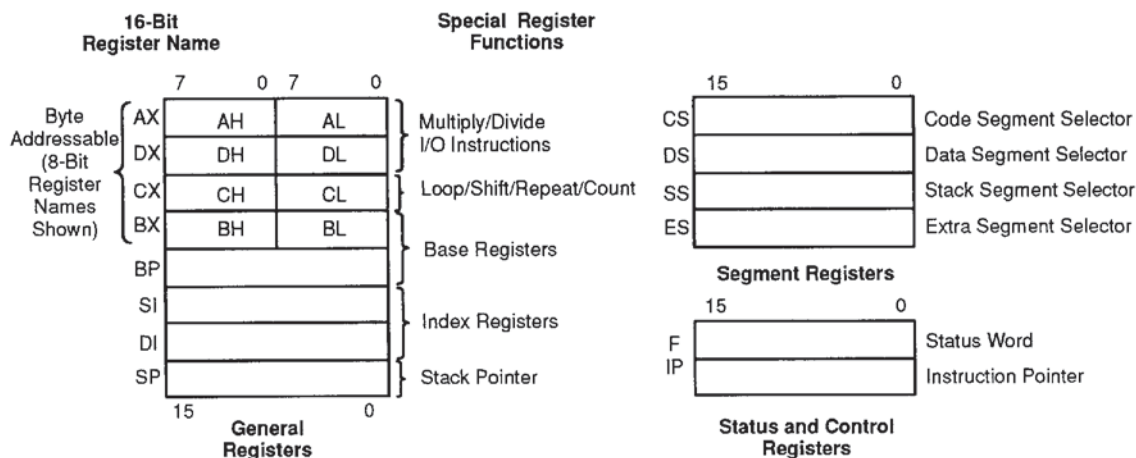 16-Bit
Register Name
Special Register
Functions
7 0 7 0
Byte
Addressable
(8-Bit
Register
Names
Shown)
AX AH AL
DX DH DL
CX CH CL
BX BH BL
BP
SI
DI
SP
15 0
General
Registers
Multiply/Divide
I/O Instructions
Loop/Shift/Repeat/Count
Base Registers
Index Registers
Stack Pointer
15 0
CS Code Segment Selector
DS Data Segment Selector
SS Stack Segment Selector
ES Extra Segment Selector
Segment Registers
15 0
F Status Word
IP Instruction Pointer
Status and Control
Registers